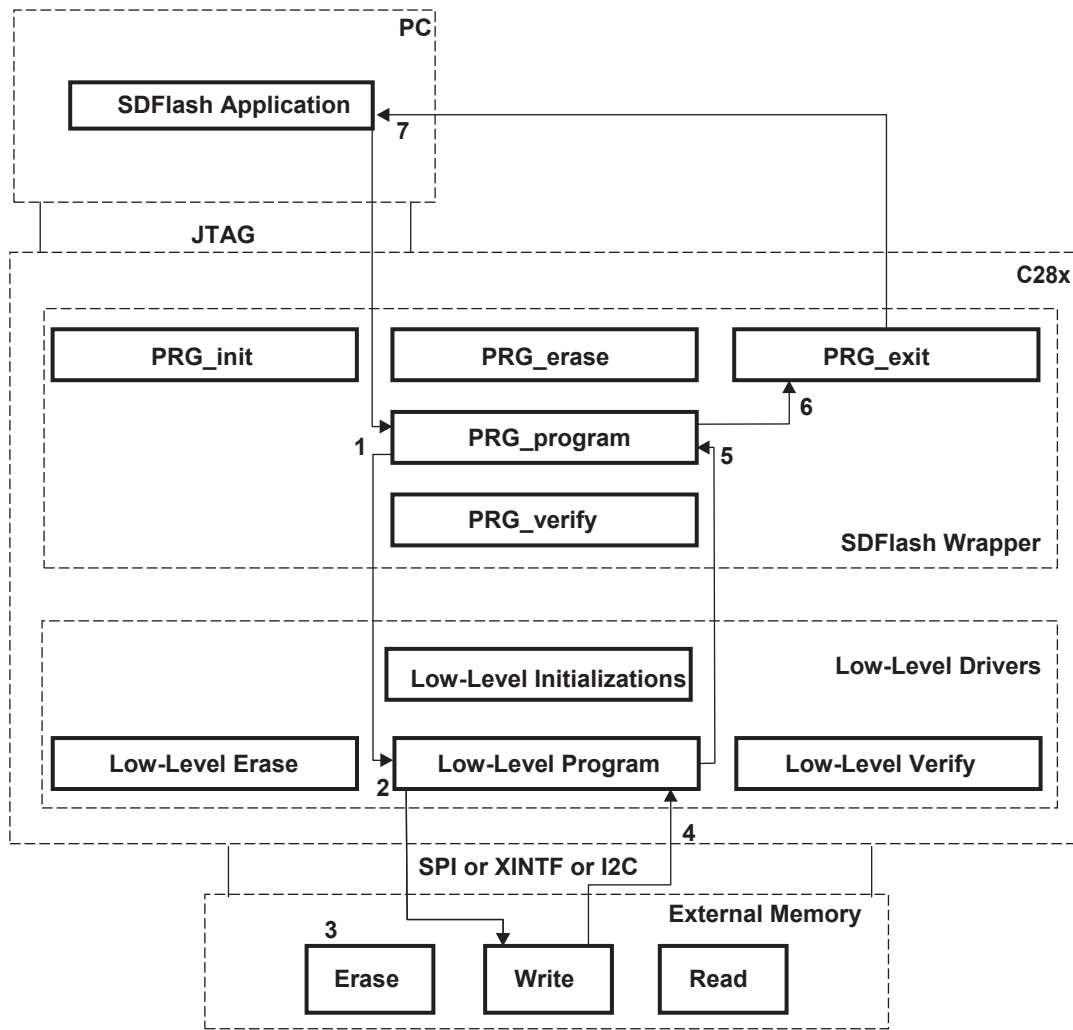 PC
SDFlash Application
7
JTAG
C28x
PRG_init
PRG_erase
PRG_exit
6
1
PRG_program
5
PRG_verify
SDFlash Wrapper
Low-Level Initializations
Low-Level Drivers
Low-Level Erase
Low-Level Program
Low-Level Verify
2
4
SPI or XINTF or I2C
External Memory
3
Erase
Write
Read